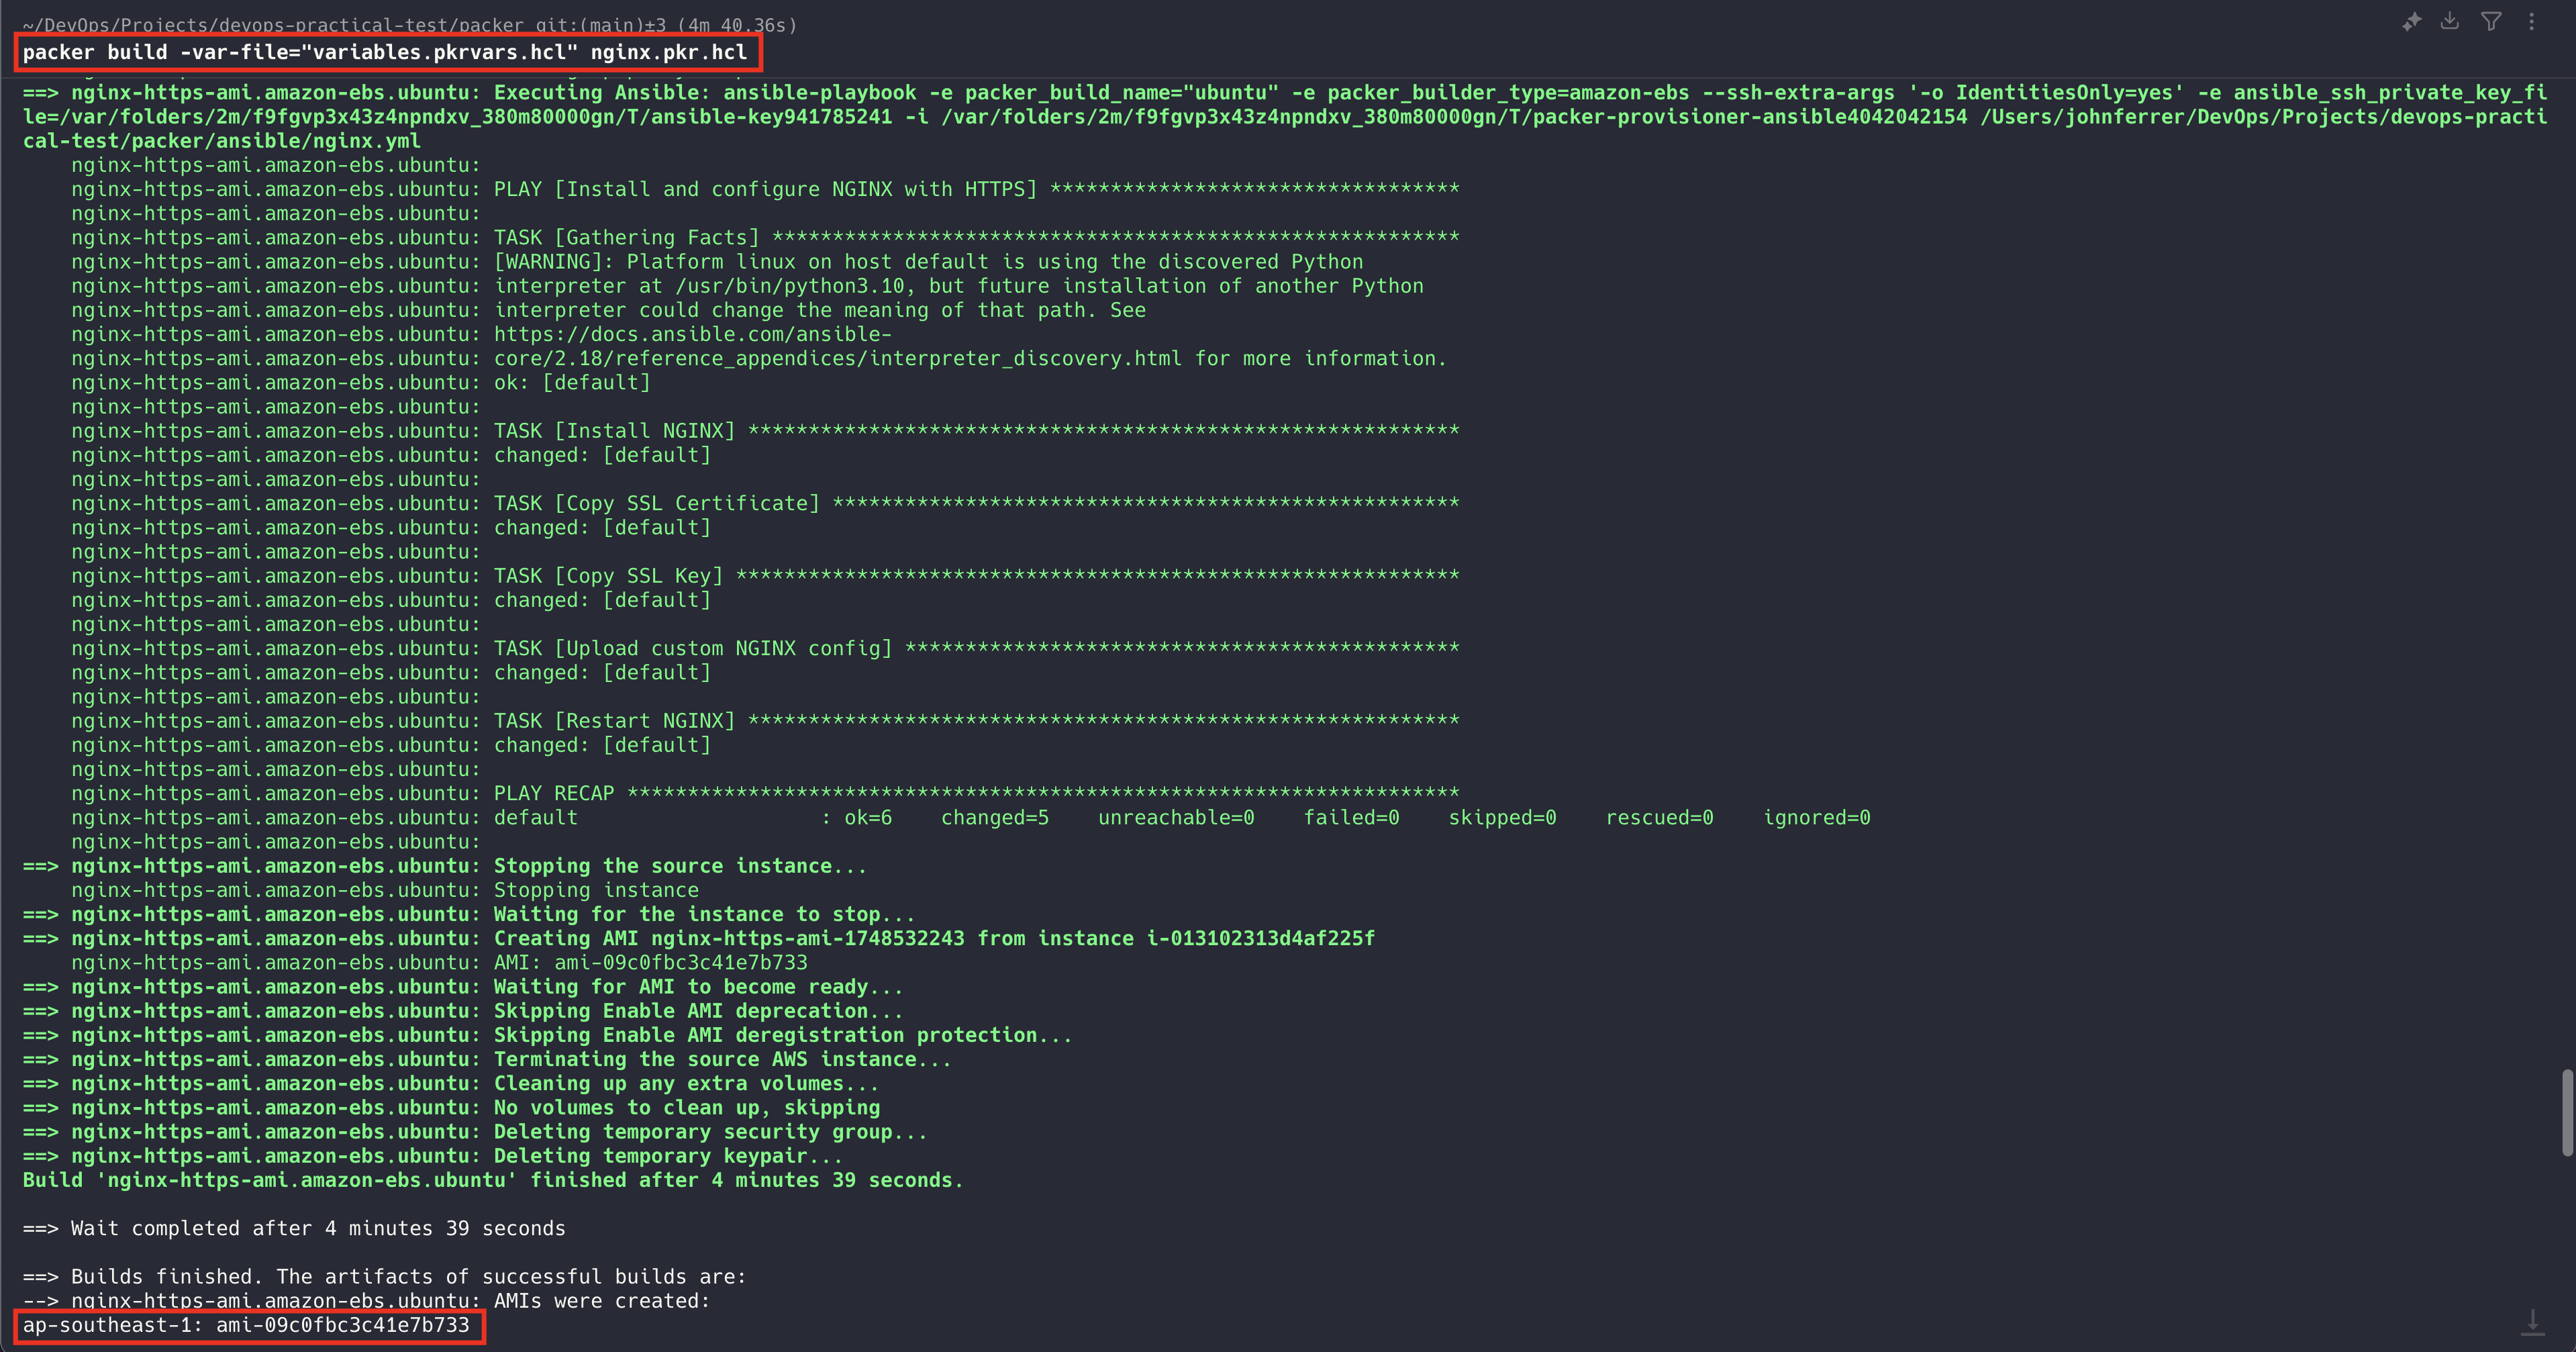 ~/DevOps/Projects/devops-practical-test/packer git:(main)±3 (4m 40.36s)
packer build -var-file="variables.pkrvars.hcl" nginx.pkr.hcl
==> nginx-https-ami.amazon-ebs.ubuntu: Executing Ansible: ansible-playbook -e packer_build_name="ubuntu" -e packer_builder_type=amazon-ebs --ssh-extra-args '-o IdentitiesOnly=yes' -e ansible_ssh_private_key_fi
le=/var/folders/2m/f9fgvp3x43z4npndxv_380m80000gn/T/ansible-key941785241 -i /var/folders/2m/f9fgvp3x43z4npndxv_380m80000gn/T/packer-provisioner-ansible4042042154 /Users/johnferrer/DevOps/Projects/devops-practi
cal-test/packer/ansible/nginx.yml
nginx-https-ami.amazon-ebs.ubuntu:
nginx-https-ami.amazon-ebs.ubuntu: PLAY [Install and configure NGINX with HTTPS] **********************************
nginx-https-ami.amazon-ebs.ubuntu:
nginx-https-ami.amazon-ebs.ubuntu: TASK [Gathering Facts] *********************************************************
nginx-https-ami.amazon-ebs.ubuntu: [WARNING]: Platform linux on host default is using the discovered Python
nginx-https-ami.amazon-ebs.ubuntu: interpreter at /usr/bin/python3.10, but future installation of another Python
nginx-https-ami.amazon-ebs.ubuntu: interpreter could change the meaning of that path. See
nginx-https-ami.amazon-ebs.ubuntu: https://docs.ansible.com/ansible-
nginx-https-ami.amazon-ebs.ubuntu: core/2.18/reference_appendices/interpreter_discovery.html for more information.
nginx-https-ami.amazon-ebs.ubuntu: ok: [default]
nginx-https-ami.amazon-ebs.ubuntu:
nginx-https-ami.amazon-ebs.ubuntu: TASK [Install NGINX] ***********************************************************
nginx-https-ami.amazon-ebs.ubuntu: changed: [default]
nginx-https-ami.amazon-ebs.ubuntu:
nginx-https-ami.amazon-ebs.ubuntu: TASK [Copy SSL Certificate] ****************************************************
nginx-https-ami.amazon-ebs.ubuntu: changed: [default]
nginx-https-ami.amazon-ebs.ubuntu:
nginx-https-ami.amazon-ebs.ubuntu: TASK [Copy SSL Key] ************************************************************
nginx-https-ami.amazon-ebs.ubuntu: changed: [default]
nginx-https-ami.amazon-ebs.ubuntu:
nginx-https-ami.amazon-ebs.ubuntu: TASK [Upload custom NGINX config] **********************************************
nginx-https-ami.amazon-ebs.ubuntu: changed: [default]
nginx-https-ami.amazon-ebs.ubuntu:
nginx-https-ami.amazon-ebs.ubuntu: TASK [Restart NGINX] ***********************************************************
nginx-https-ami.amazon-ebs.ubuntu: changed: [default]
nginx-https-ami.amazon-ebs.ubuntu:
nginx-https-ami.amazon-ebs.ubuntu: PLAY RECAP *********************************************************************
nginx-https-ami.amazon-ebs.ubuntu: default                    : ok=6    changed=5    unreachable=0    failed=0    skipped=0    rescued=0    ignored=0
nginx-https-ami.amazon-ebs.ubuntu:
==> nginx-https-ami.amazon-ebs.ubuntu: Stopping the source instance...
nginx-https-ami.amazon-ebs.ubuntu: Stopping instance
==> nginx-https-ami.amazon-ebs.ubuntu: Waiting for the instance to stop...
==> nginx-https-ami.amazon-ebs.ubuntu: Creating AMI nginx-https-ami-1748532243 from instance i-013102313d4af225f
nginx-https-ami.amazon-ebs.ubuntu: AMI: ami-09c0fbc3c41e7b733
==> nginx-https-ami.amazon-ebs.ubuntu: Waiting for AMI to become ready...
==> nginx-https-ami.amazon-ebs.ubuntu: Skipping Enable AMI deprecation...
==> nginx-https-ami.amazon-ebs.ubuntu: Skipping Enable AMI deregistration protection...
==> nginx-https-ami.amazon-ebs.ubuntu: Terminating the source AWS instance...
==> nginx-https-ami.amazon-ebs.ubuntu: Cleaning up any extra volumes...
==> nginx-https-ami.amazon-ebs.ubuntu: No volumes to clean up, skipping
==> nginx-https-ami.amazon-ebs.ubuntu: Deleting temporary security group...
==> nginx-https-ami.amazon-ebs.ubuntu: Deleting temporary keypair...
Build 'nginx-https-ami.amazon-ebs.ubuntu' finished after 4 minutes 39 seconds.
==> Wait completed after 4 minutes 39 seconds
==> Builds finished. The artifacts of successful builds are:
--> nginx-https-ami.amazon-ebs.ubuntu: AMIs were created:
ap-southeast-1: ami-09c0fbc3c41e7b733